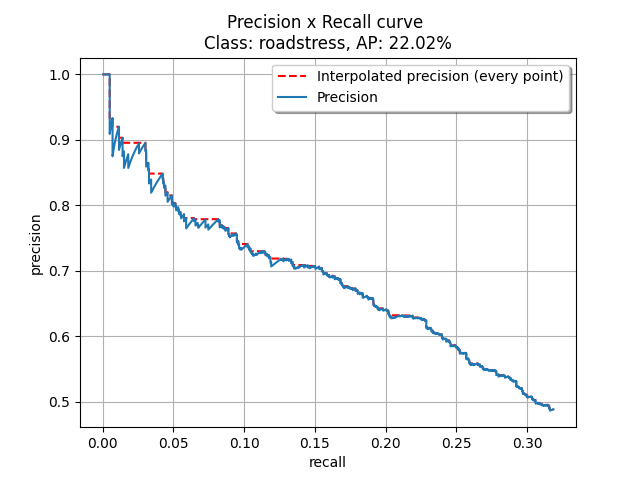 Precision x Recall curve
Class: roadstress, AP: 22.02%
Interpolated precision (every point)
Precision
1.0
0.9
0.8
0.7
0.6
0.5
precision
0.00 0.05 0.10 0.15 0.20 0.25 0.30
recall